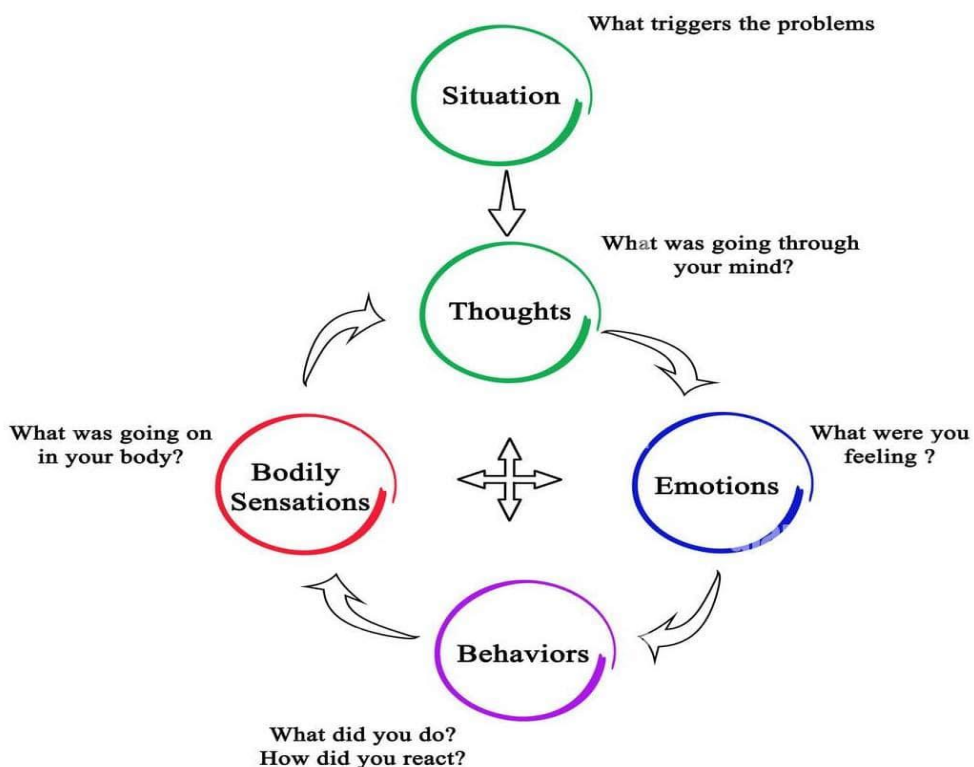 What triggers the problems
Situation
What was going through
your mind?
Thoughts
What was going on
in your body?
Bodily
Sensations
What were you
feeling ?
Emotions
Behaviors
What did you do?
How did you react?